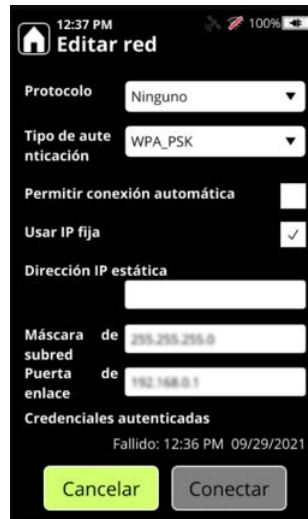 12:37 PM
100%
Editar red
Protocolo
Ninguno
Tipo de aute
nticación
WPA_PSK
Permitir conexión automática
Usar IP fija
Dirección IP estática
Máscara de
subred
255.255.255.0
Puerta de
enlace
192.168.0.1
Credenciales autenticadas
Fallido: 12:36 PM 09/29/2021
Cancelar
Conectar